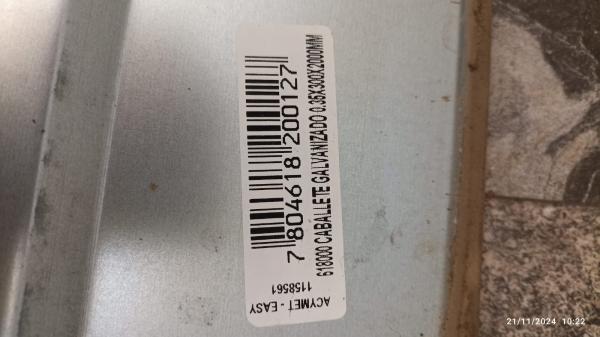 7 804618 200127
618000 CABALLETE GALVANIZADO 0.35X300X2000MM
ACYMET - EASY
1158561
21/11/2024 10:22